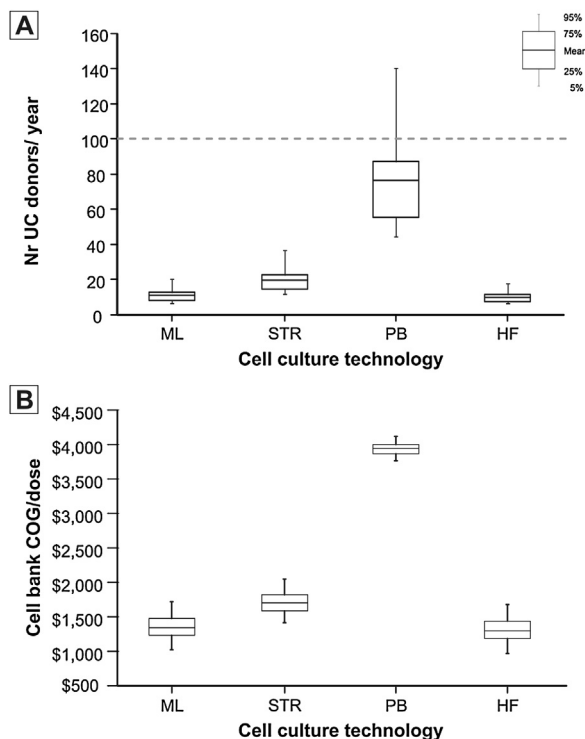 A
95%
75%
Mean
25%
5%
Nr UC donors/ year
160
140
120
100
80
60
40
20
0
ML STR PB HF
Cell culture technology
B
Cell bank COG/dose
$4,500
$4,000
$3,500
$3,000
$2,500
$2,000
$1,500
$1,000
$500
ML STR PB HF
Cell culture technology